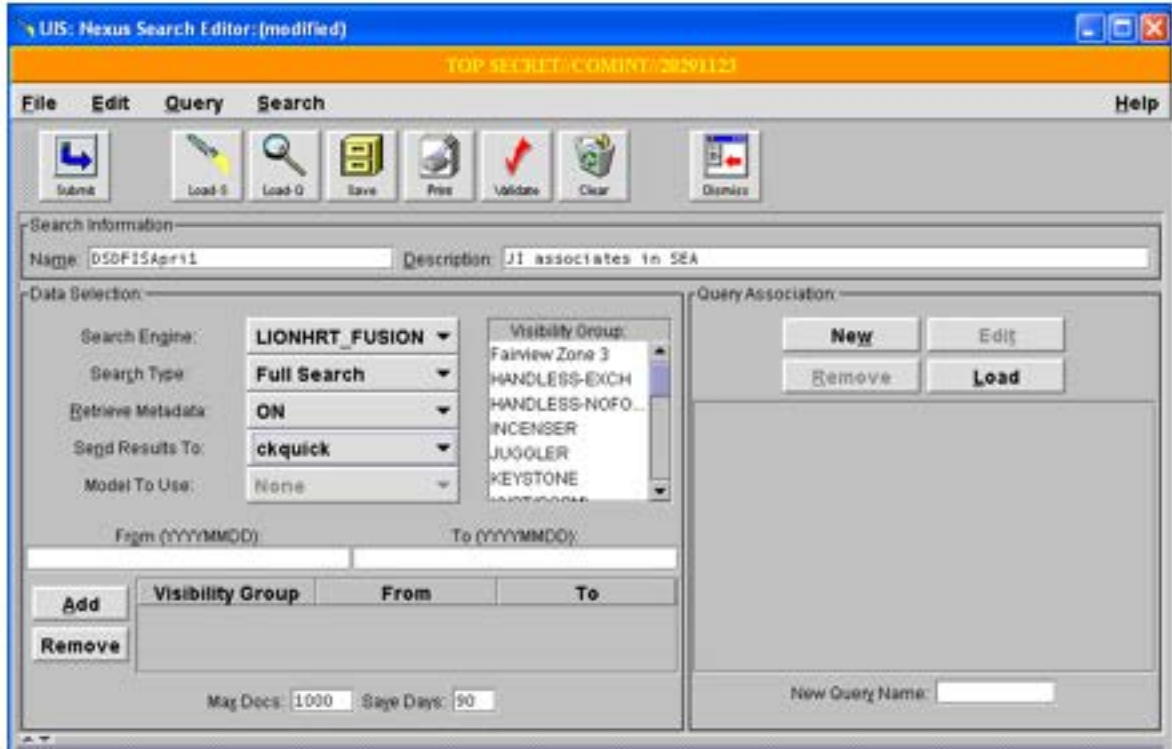 UIS: Nexus Search Editor: (modified)
TOP SECRET//COMINT//20291123
File Edit Query Search Help
Submit Load-S Load-Q Save Print Validate Clear Dismiss
Search Information
Name: DSDFISApril Description: JI associates in SEA
Data Selection:
Search Engine: LIONHRT_FUSION
Search Type: Full Search
Retrieve Metadata: ON
Send Results To: ckquick
Model To Use: None
Visibility Group:
Fairview Zone 3
HANDLESS-EXCH
HANDLESS-NOFO...
INCENSER
JUGGLER
KEYSTONE
From (YYYYMMDD): To (YYYYMMDD):
Add
Remove
Visibility Group From To
Max Docs: 1000 Save Days: 90
Query Association:
New Edit
Remove Load
New Query Name: